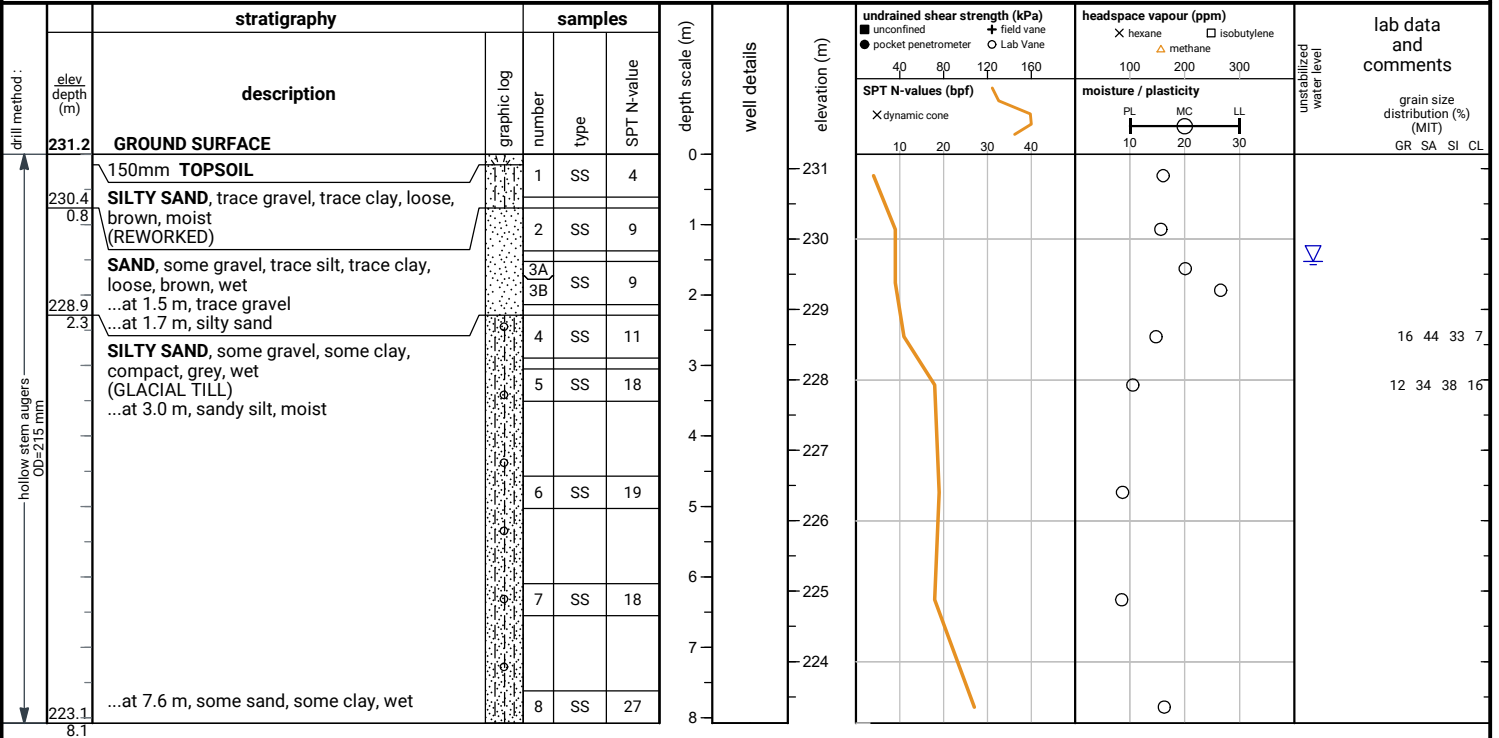 stratigraphy
samples
drill method :
elev
depth
(m)
description
graphic log
number
type
SPT N-value
depth scale (m)
well details
elevation (m)
undrained shear strength (kPa)
unconfined
field vane
pocket penetrometer
Lab Vane
40 80 120 160
SPT N-values (bpf)
dynamic cone
10 20 30 40
headspace vapour (ppm)
hexane
isobutylene
methane
100 200 300
moisture / plasticity
PL MC LL
10 20 30
unstabilized
water level
lab data
and
comments
grain size
distribution (%)
(MIT)
GR SA SI CL
231.2 GROUND SURFACE
hollow stem augers
OD=215 mm
150mm TOPSOIL
230.4
0.8
SILTY SAND, trace gravel, trace clay, loose,
brown, moist
(REWORKED)
SAND, some gravel, trace silt, trace clay,
loose, brown, wet
...at 1.5 m, trace gravel
...at 1.7 m, silty sand
228.9
2.3
SILTY SAND, some gravel, some clay,
compact, grey, wet
(GLACIAL TILL)
...at 3.0 m, sandy silt, moist
...at 7.6 m, some sand, some clay, wet
223.1
8.1
1 SS 4
2 SS 9
3A
3B
SS 9
4 SS 11
5 SS 18
6 SS 19
7 SS 18
8 SS 27
0
1
2
3
4
5
6
7
8
231
230
229
228
227
226
225
224
16 44 33 7
12 34 38 16